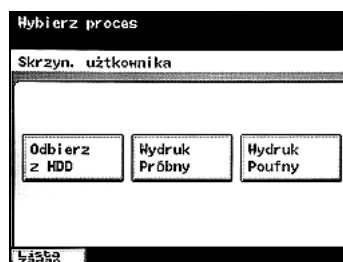 Wybierz proces
Skrzyn. użtkownika
Odbierz
z HDD
Wydruk
Próbny
Wydruk
Poufny
Lista
zadań